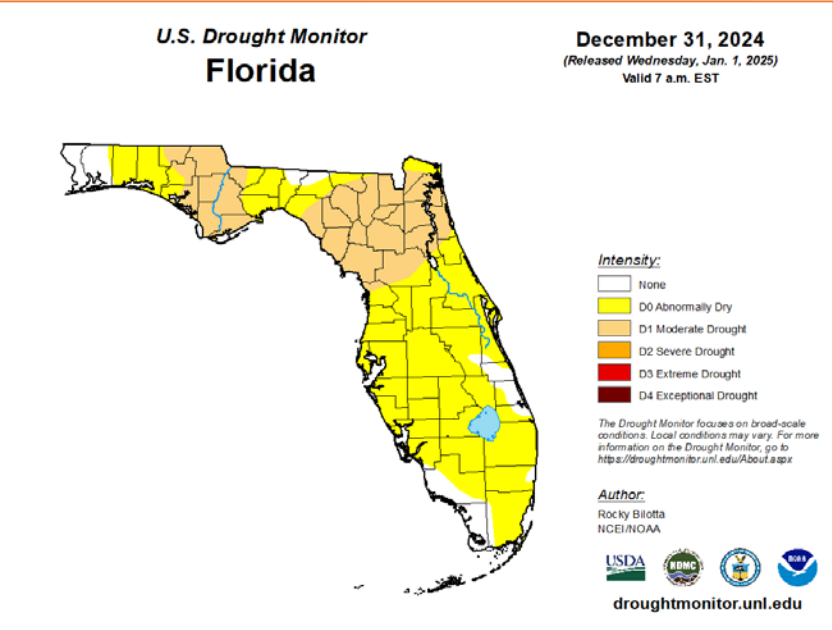 U.S. Drought Monitor
Florida
December 31, 2024
(Released Wednesday, Jan. 1, 2025)
Valid 7 a.m. EST
Intensity:
None
D0 Abnormally Dry
D1 Moderate Drought
D2 Severe Drought
D3 Extreme Drought
D4 Exceptional Drought
The Drought Monitor focuses on broad-scale
conditions. Local conditions may vary. For more
information on the Drought Monitor, go to
https://droughtmonitor.unl.edu/About.aspx
Author:
Rocky Bilotta
NCEI/NOAA
USDA
NDMC
NOAA
droughtmonitor.unl.edu